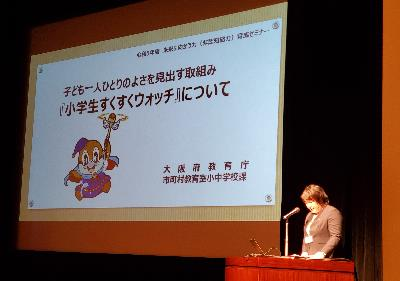 子ども一人ひとりのよさを見出す取組み
『小学生すくすくウォッチ』について
大阪府教育庁
市町村教育室小中学校課